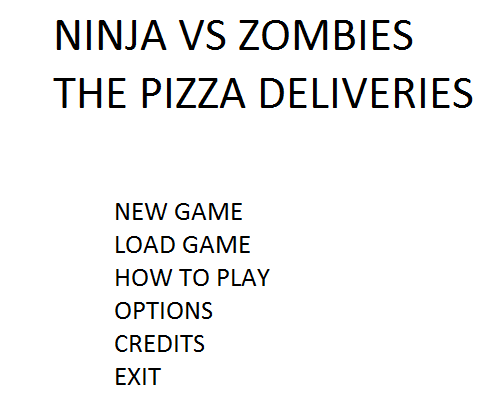 NINJA VS ZOMBIES
THE PIZZA DELIVERIES
NEW GAME
LOAD GAME
HOW TO PLAY
OPTIONS
CREDITS
EXIT